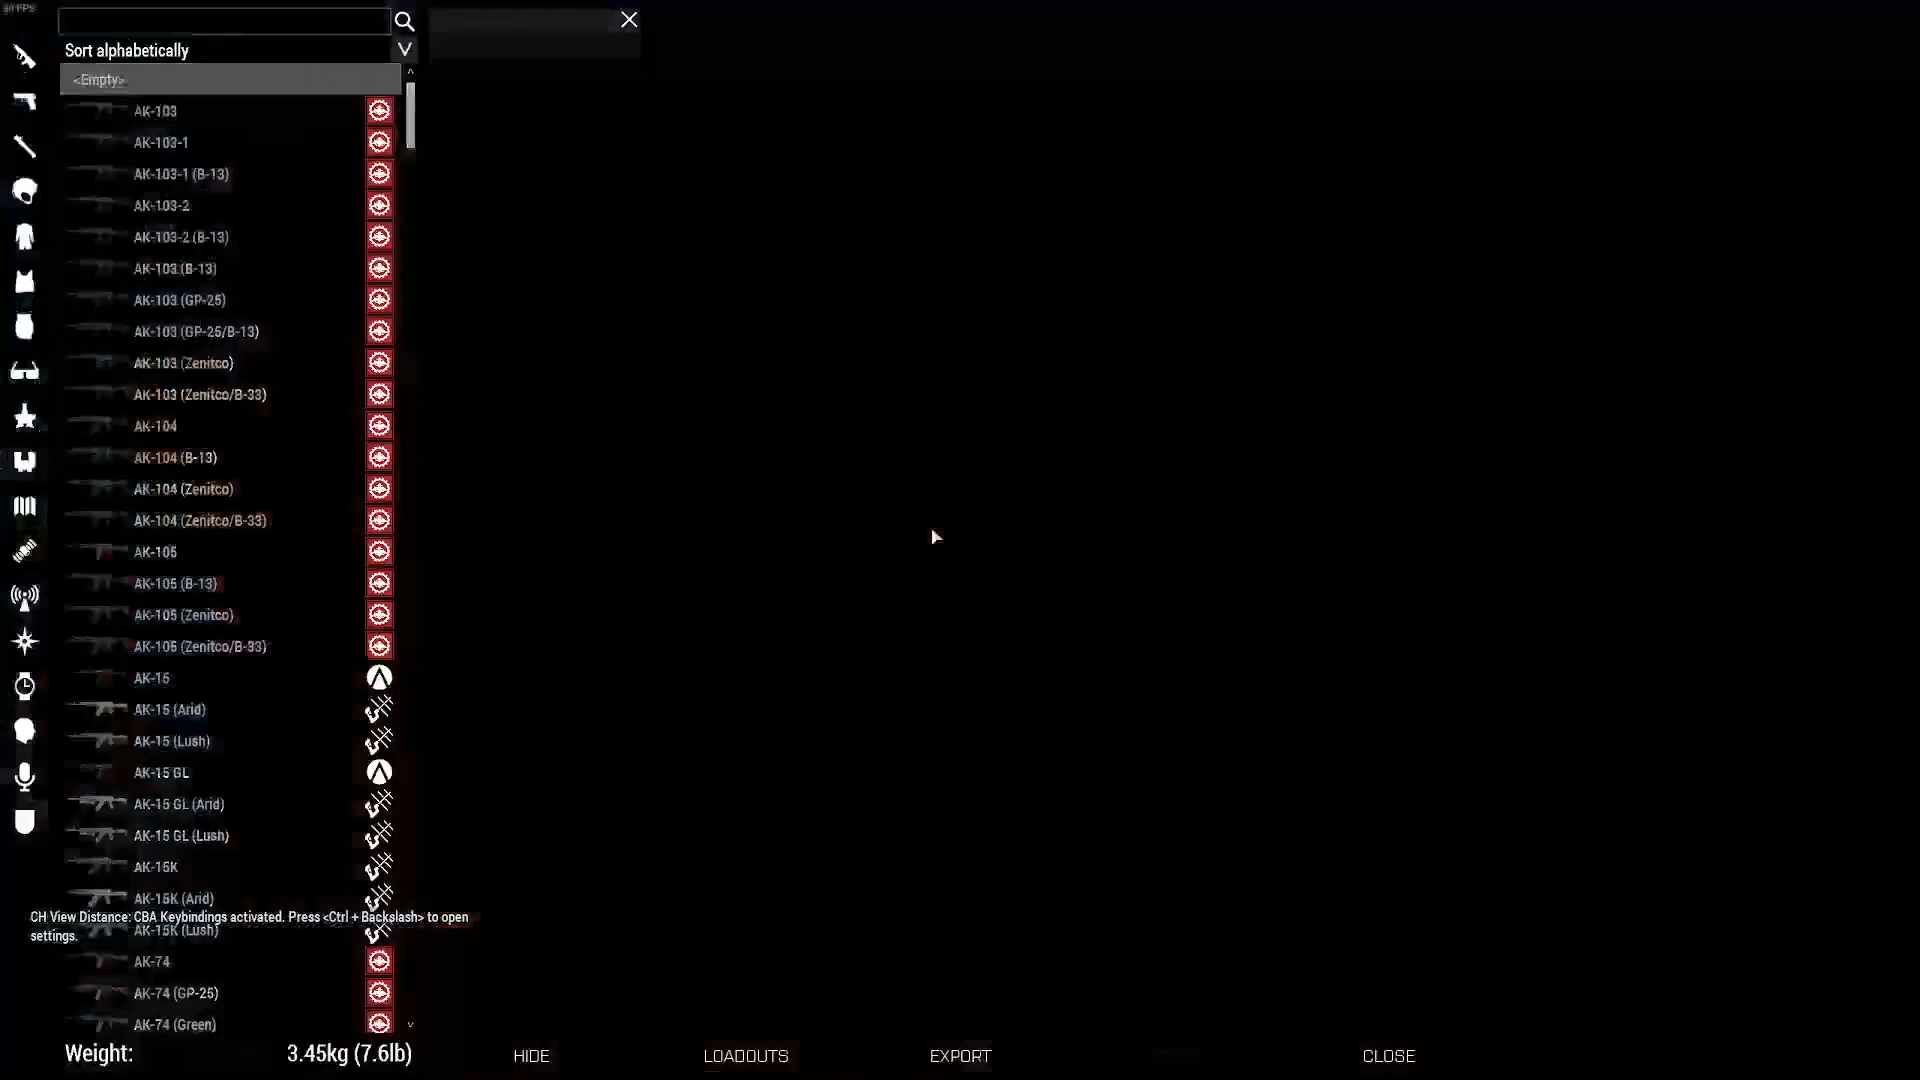 Sort alphabetically
V
<Empty>
AK-103
AK-103-1
AK-103-1 (B-13)
AK-103-2
AK-103-2 (B-13)
AK-103 (B-13)
AK-103 (GP-25)
AK-103 (GP-25/B-13)
AK-103 (Zenitco)
AK-103 (Zenitco/B-33)
AK-104
AK-104 (B-13)
AK-104 (Zenitco)
AK-104 (Zenitco/B-33)
AK-105
AK-105 (B-13)
AK-105 (Zenitco)
AK-105 (Zenitco/B-33)
AK-15
AK-15 (Arid)
AK-15 (Lush)
AK-15 GL
AK-15 GL (Arid)
AK-15 GL (Lush)
AK-15K
AK-15K (Arid)
CH View Distance: CBA Keybindings activated. Press <Ctrl + Backslash> to open
settings.
AK-15K (Lush)
AK-74
AK-74 (GP-25)
AK-74 (Green)
Weight: 3.45kg (7.6lb)
HIDE LOADOUTS EXPORT CLOSE